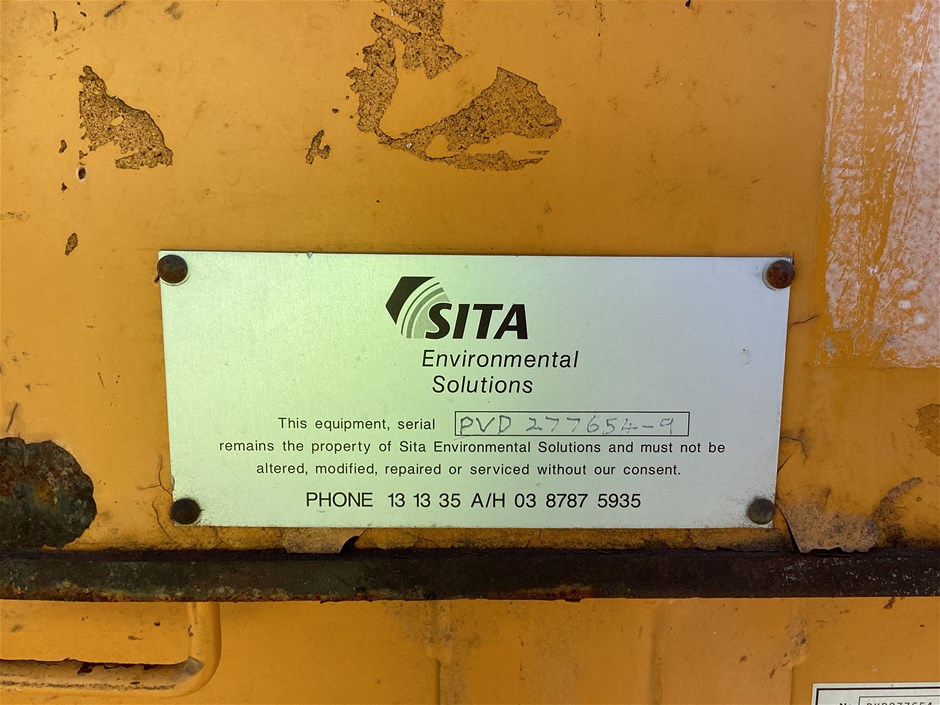 SITA
Environmental
Solutions
This equipment, serial PVD 277654-9
remains the property of Sita Environmental Solutions and must not be
altered, modified, repaired or serviced without our consent.
PHONE 13 13 35 A/H 03 8787 5935